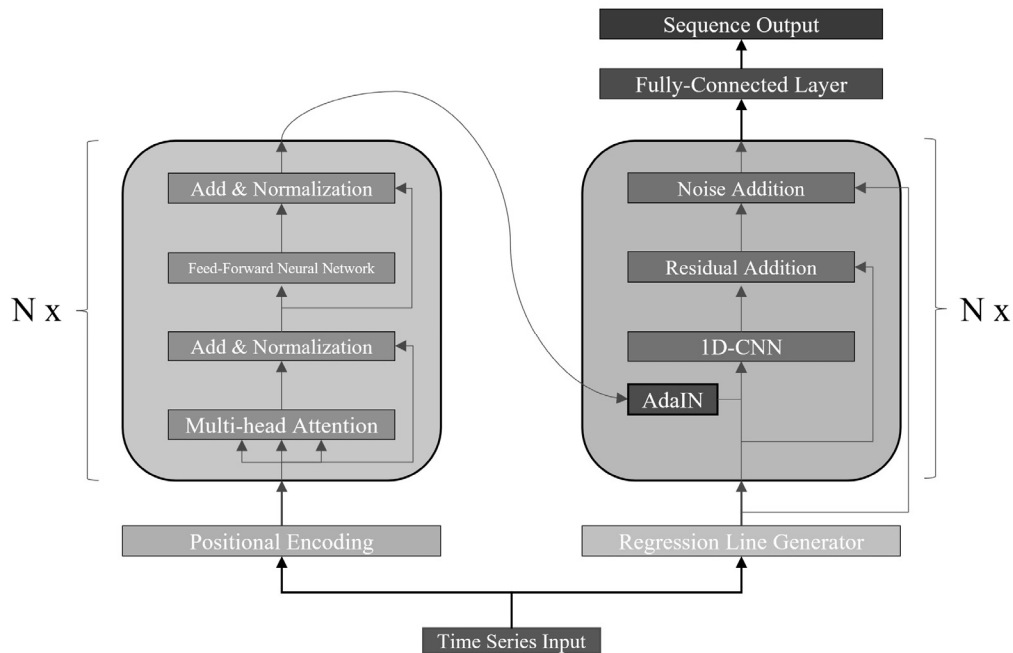 Sequence Output
Fully-Connected Layer
Add & Normalization
Noise Addition
Feed-Forward Neural Network
Residual Addition
N x
N x
Add & Normalization
1D-CNN
AdaIN
Multi-head Attention
Positional Encoding
Regression Line Generator
Time Series Input